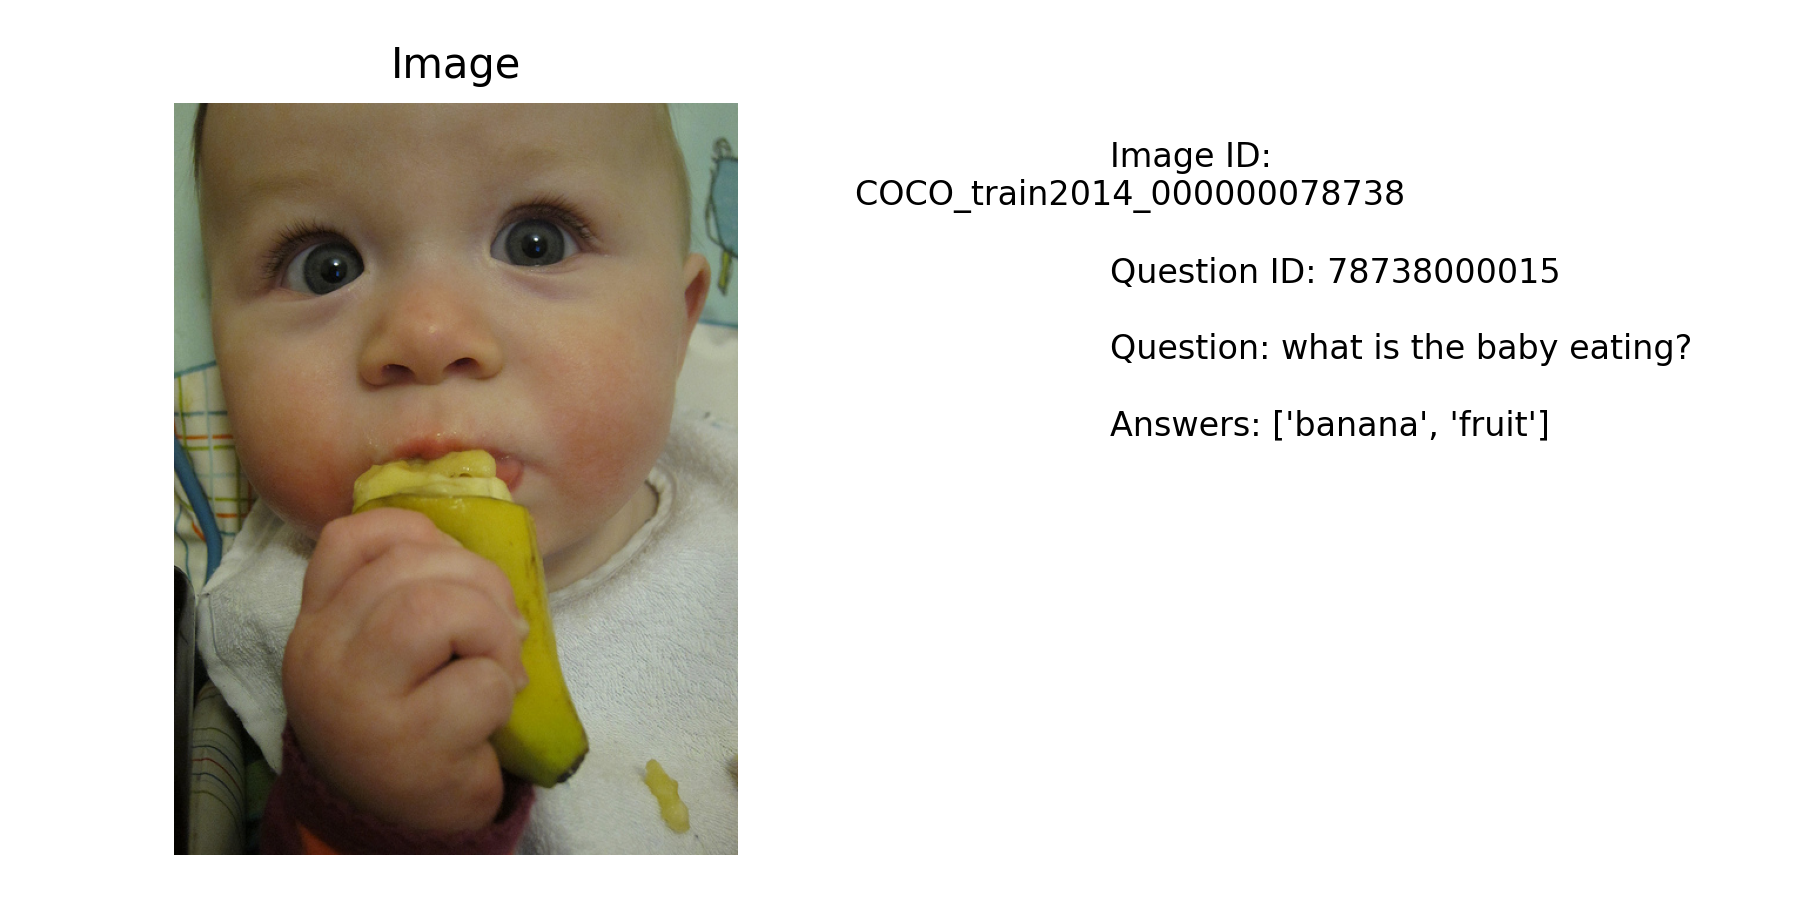 Image
Image ID:
COCO_train2014_000000078738
Question ID: 78738000015
Question: what is the baby eating?
Answers: ['banana', 'fruit']